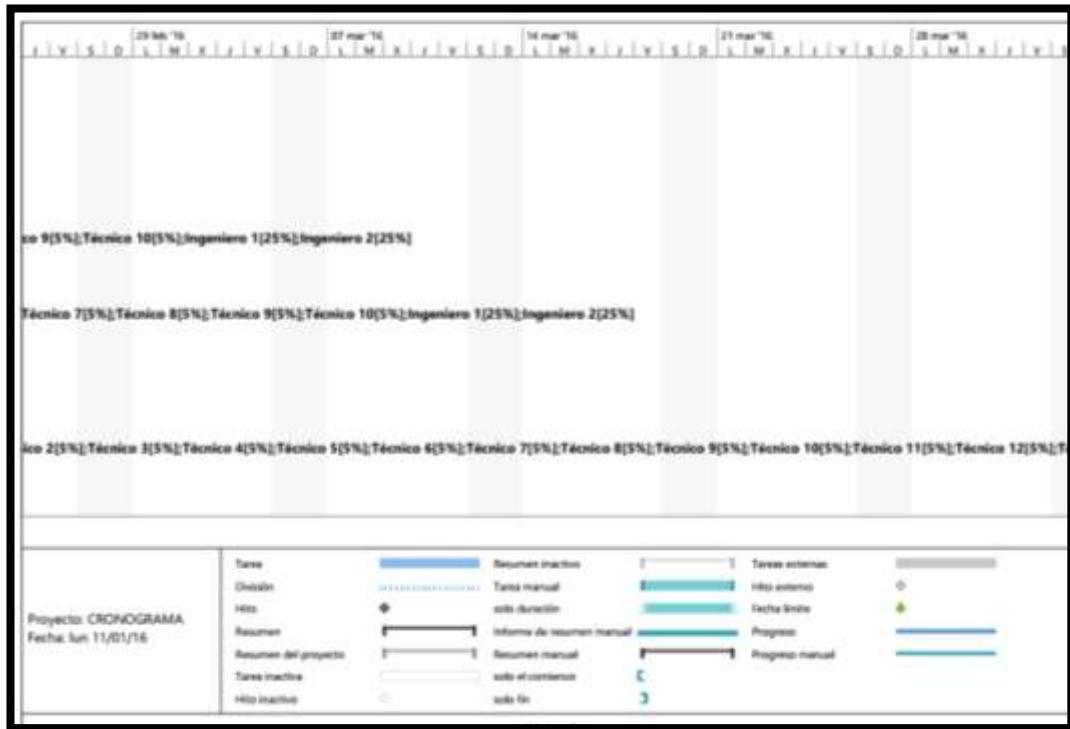 29 feb '16 07 mar '16 14 mar '16 21 mar '16 28 mar '16
J V S D L M X J V S D L M X J V S D L M X J V S D L M X J V S D L M X J V S
co 9[5%];Técnico 10[5%];Ingeniero 1[25%];Ingeniero 2[25%]
Técnico 7[5%];Técnico 8[5%];Técnico 9[5%];Técnico 10[5%];Ingeniero 1[25%];Ingeniero 2[25%]
ico 2[5%];Técnico 3[5%];Técnico 4[5%];Técnico 5[5%];Técnico 6[5%];Técnico 7[5%];Técnico 8[5%];Técnico 9[5%];Técnico 10[5%];Técnico 11[5%];Técnico 12[5%];T
Proyecto: CRONOGRAMA
Fecha: lun 11/01/16
Tarea Resumen inactivo Tareas externas
División Tarea manual Hito externo
Hito solo duración Fecha límite
Resumen Informe de resumen manual Progreso
Resumen del proyecto Resumen manual Progreso manual
Tarea inactiva solo el comienzo
Hito inactivo solo fin